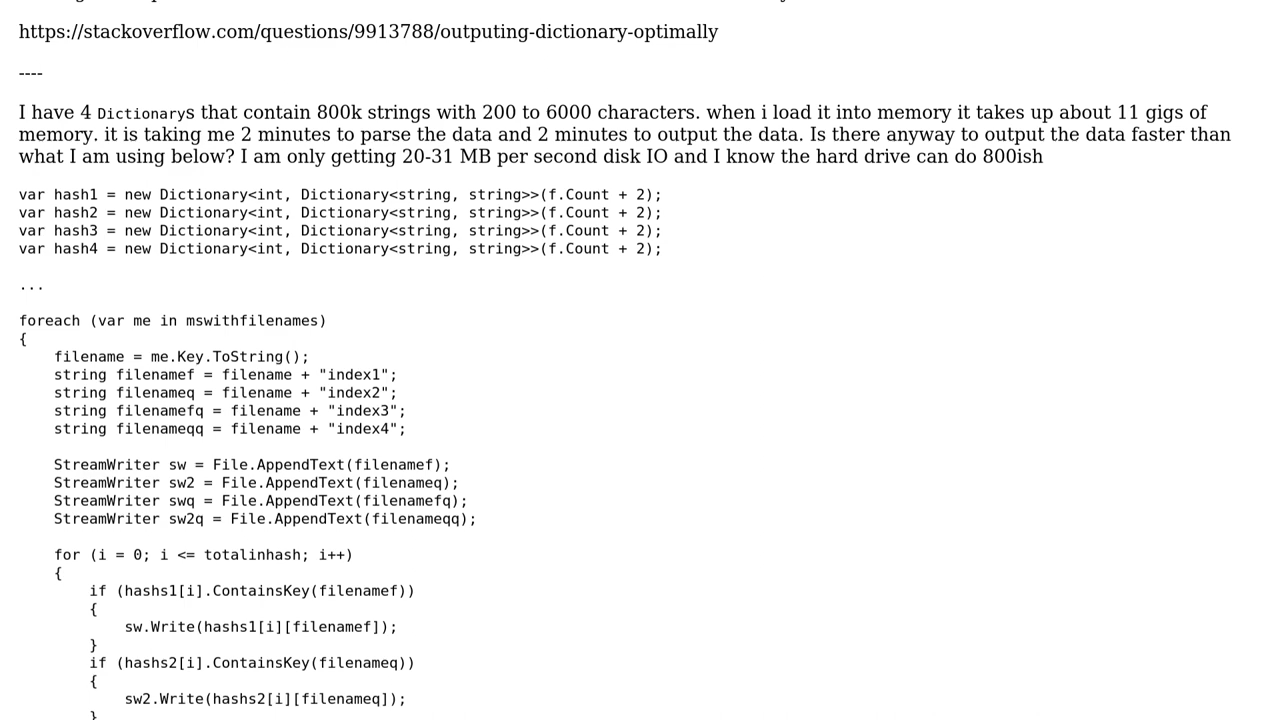 https://stackoverflow.com/questions/9913788/outputing-dictionary-optimally
----
I have 4 Dictionarys that contain 800k strings with 200 to 6000 characters. when i load it into memory it takes up about 11 gigs of
memory. it is taking me 2 minutes to parse the data and 2 minutes to output the data. Is there anyway to output the data faster than
what I am using below? I am only getting 20-31 MB per second disk IO and I know the hard drive can do 800ish
var hash1 = new Dictionary<int, Dictionary<string, string>>(f.Count + 2);
var hash2 = new Dictionary<int, Dictionary<string, string>>(f.Count + 2);
var hash3 = new Dictionary<int, Dictionary<string, string>>(f.Count + 2);
var hash4 = new Dictionary<int, Dictionary<string, string>>(f.Count + 2);
...
foreach (var me in mswithfilenames)
{
    filename = me.Key.ToString();
    string filenamef = filename + "index1";
    string filenameq = filename + "index2";
    string filenamefq = filename + "index3";
    string filenameqq = filename + "index4";
    StreamWriter sw = File.AppendText(filenamef);
    StreamWriter sw2 = File.AppendText(filenameq);
    StreamWriter swq = File.AppendText(filenamefq);
    StreamWriter sw2q = File.AppendText(filenameqq);
    for (i = 0; i <= totalinhash; i++)
    {
        if (hashs1[i].ContainsKey(filenamef))
        {
            sw.Write(hashs1[i][filenamef]);
        }
        if (hashs2[i].ContainsKey(filenameq))
        {
            sw2.Write(hashs2[i][filenameq]);
        }